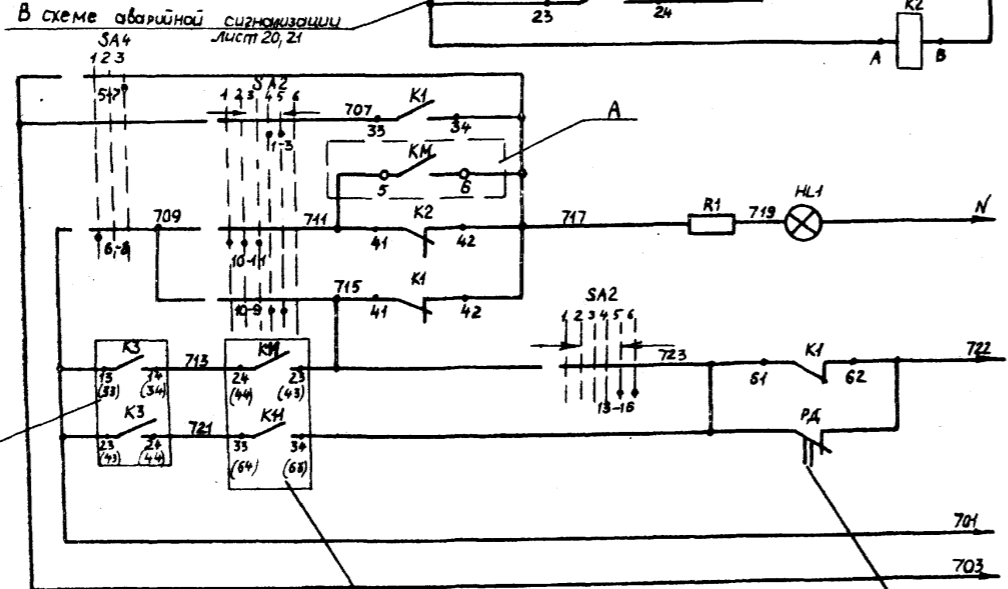 В схеме аварийной сигнализации
лист 20, 21
23 24
К2
А В
SA4
1 2 3
5-7
SA2
1 2 3 4 5 6
707
К1
33 34
1-3
А
КМ
5 6
709
6-8
711
К2
41 42
10-11
717
R1
719
HL1
N
715
К1
41 42
10-9
SA2
1 2 3 4 5 6
723
13-16
К1
61 62
722
К3
13 14
(33) (34)
713
КМ
24 23
(44) (43)
РД
К3
23 24
(43) (44)
721
КМ
33 34
(64) (63)
701
703